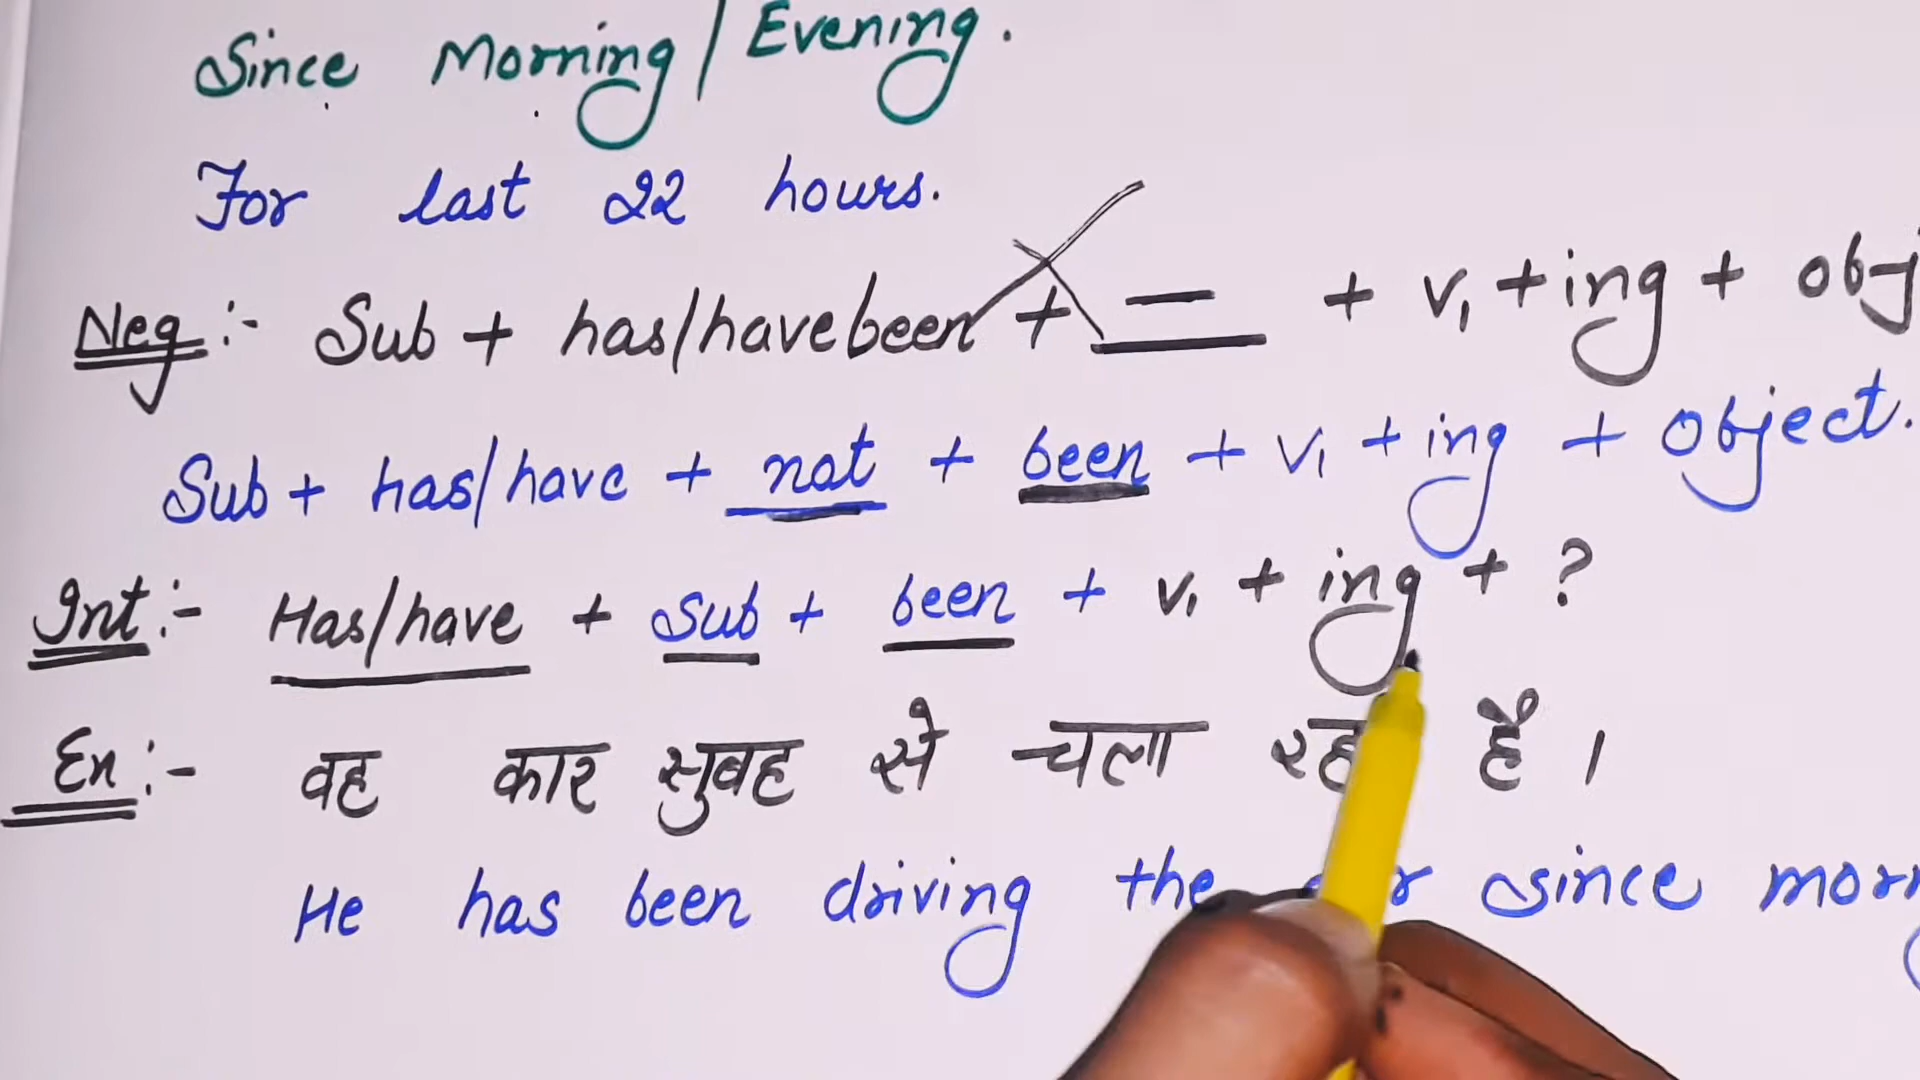 Since Morning/Evening.
For last 22 hours.
Neg:- Sub + has/have been + = + V1 + ing + obj
Sub + has/have + not + been + V1 + ing + object.
Int:- Has/have + sub + been + V1 + ing + ?
En:- वह कार सुबह से चला है ।
He has been driving the since